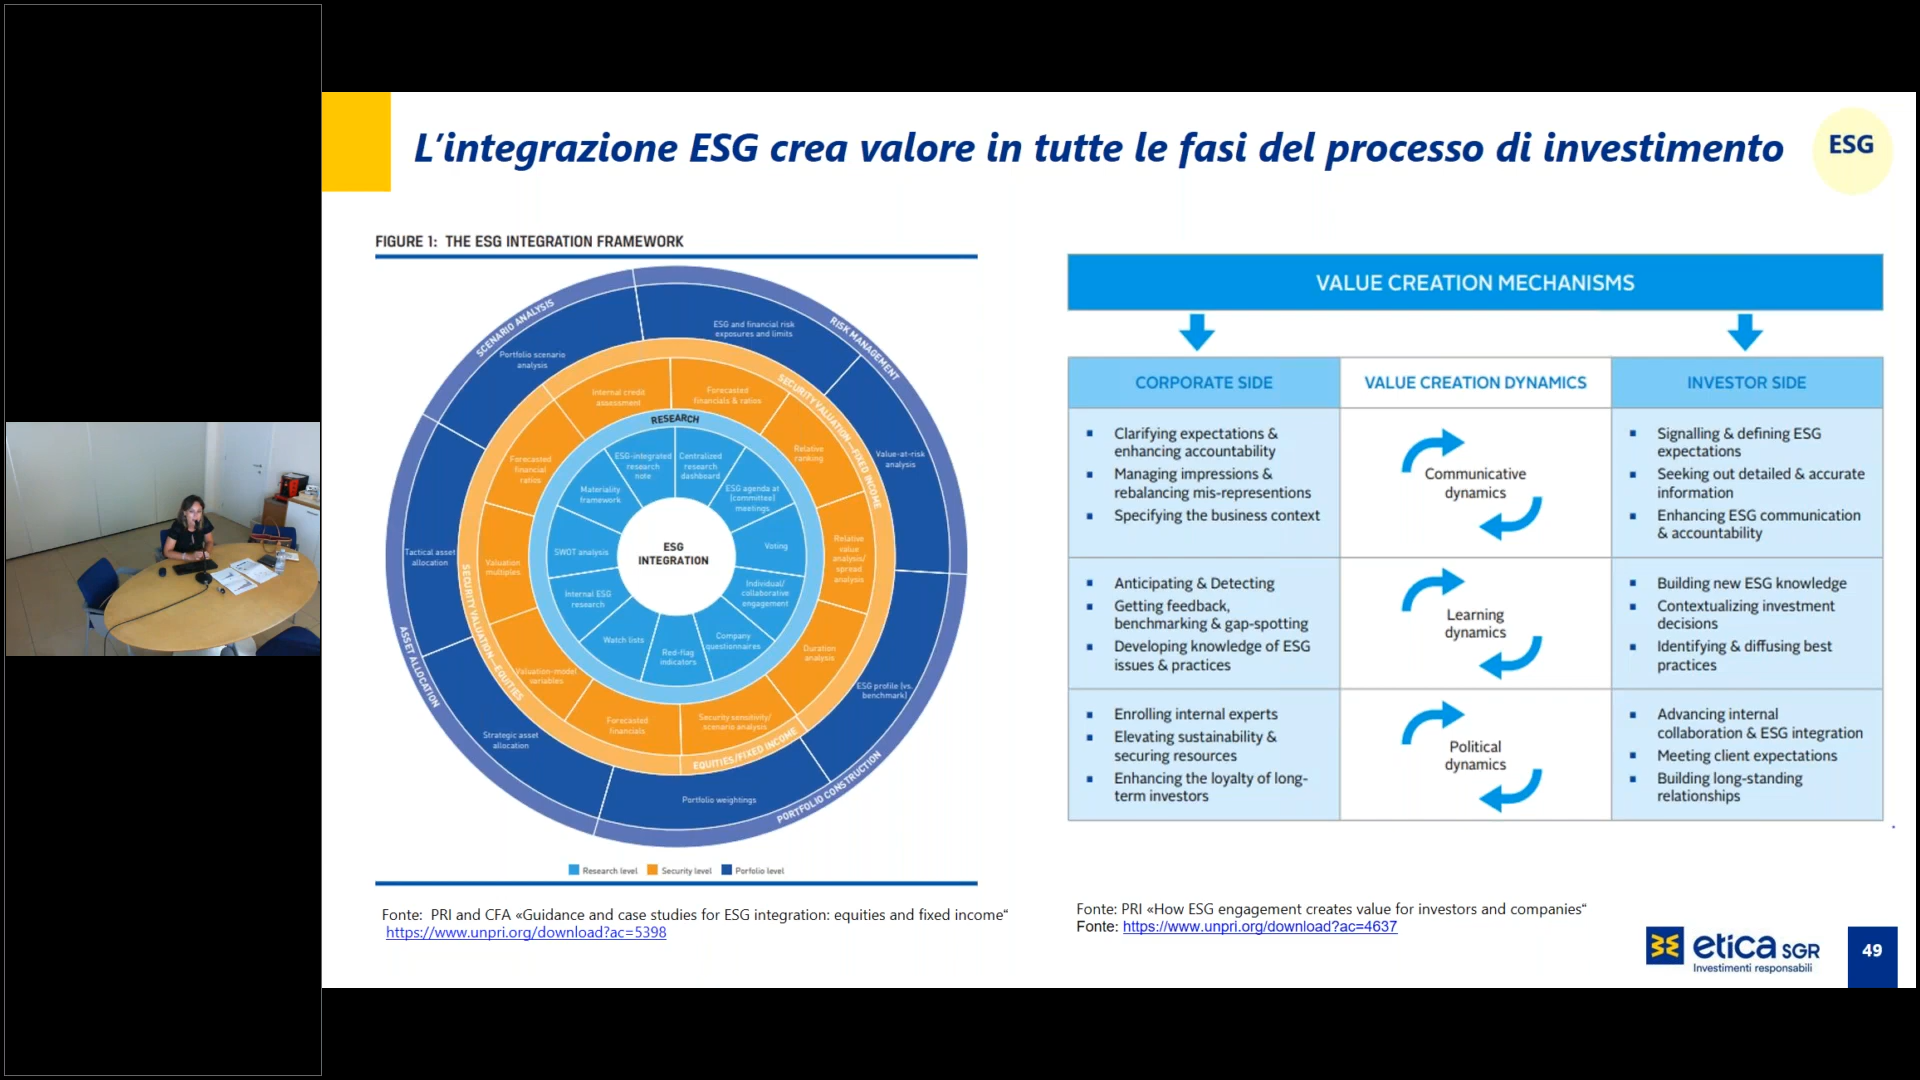 L'integrazione ESG crea valore in tutte le fasi del processo di investimento
ESG
FIGURE 1: THE ESG INTEGRATION FRAMEWORK
SCENARIO ANALYSIS
RISK MANAGEMENT
ASSET ALLOCATION
PORTFOLIO CONSTRUCTION
Portfolio scenario
analysis
ESG and financial risk
exposures and limits
Value-at-risk
analysis
ESG profile (vs.
benchmark)
Portfolio weightings
Strategic asset
allocation
Tactical asset
allocation
SECURITY VALUATION—FIXED INCOME
SECURITY VALUATION—EQUITIES
EQUITIES/FIXED INCOME
Internal credit
assessment
Forecasted
financials & ratios
Relative
ranking
Relative
value
analysis/
spread
analysis
Duration
analysis
Security sensitivity/
scenario analysis
Forecasted
financials
Valuation-model
variables
Valuation
multiples
Forecasted
financial
ratios
RESEARCH
ESG-integrated
research
note
Centralized
research
dashboard
ESG agenda at
(committee)
meetings
Voting
Individual/
collaborative
engagement
Company
questionnaires
Red-flag
indicators
Watch lists
Internal ESG
research
SWOT analysis
Materiality
framework
ESG
INTEGRATION
Research level
Security level
Porfolio level
Fonte: PRI and CFA «Guidance and case studies for ESG integration: equities and fixed income“
https://www.unpri.org/download?ac=5398
VALUE CREATION MECHANISMS
CORPORATE SIDE
VALUE CREATION DYNAMICS
INVESTOR SIDE
▪ Clarifying expectations &
enhancing accountability
▪ Managing impressions &
rebalancing mis-representions
▪ Specifying the business context
Communicative
dynamics
▪ Signalling & defining ESG
expectations
▪ Seeking out detailed & accurate
information
▪ Enhancing ESG communication
& accountability
▪ Anticipating & Detecting
▪ Getting feedback,
benchmarking & gap-spotting
▪ Developing knowledge of ESG
issues & practices
Learning
dynamics
▪ Building new ESG knowledge
▪ Contextualizing investment
decisions
▪ Identifying & diffusing best
practices
▪ Enrolling internal experts
▪ Elevating sustainability &
securing resources
▪ Enhancing the loyalty of long-
term investors
Political
dynamics
▪ Advancing internal
collaboration & ESG integration
▪ Meeting client expectations
▪ Building long-standing
relationships
Fonte: PRI «How ESG engagement creates value for investors and companies“
Fonte: https://www.unpri.org/download?ac=4637
etica SGR
Investimenti responsabili
49